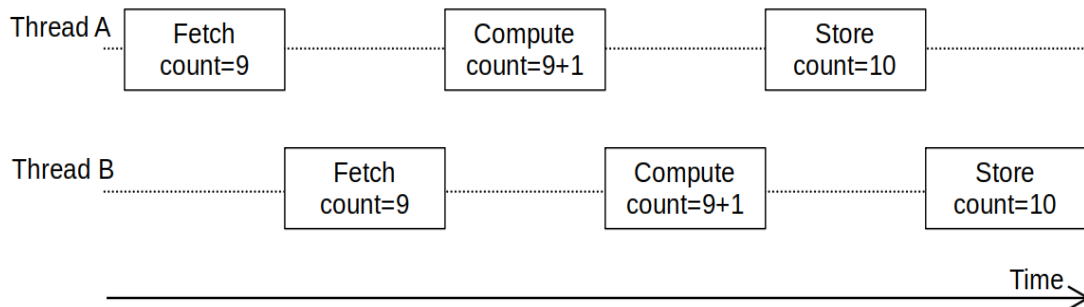 Thread A
Fetch
count=9
Compute
count=9+1
Store
count=10
Thread B
Fetch
count=9
Compute
count=9+1
Store
count=10
Time